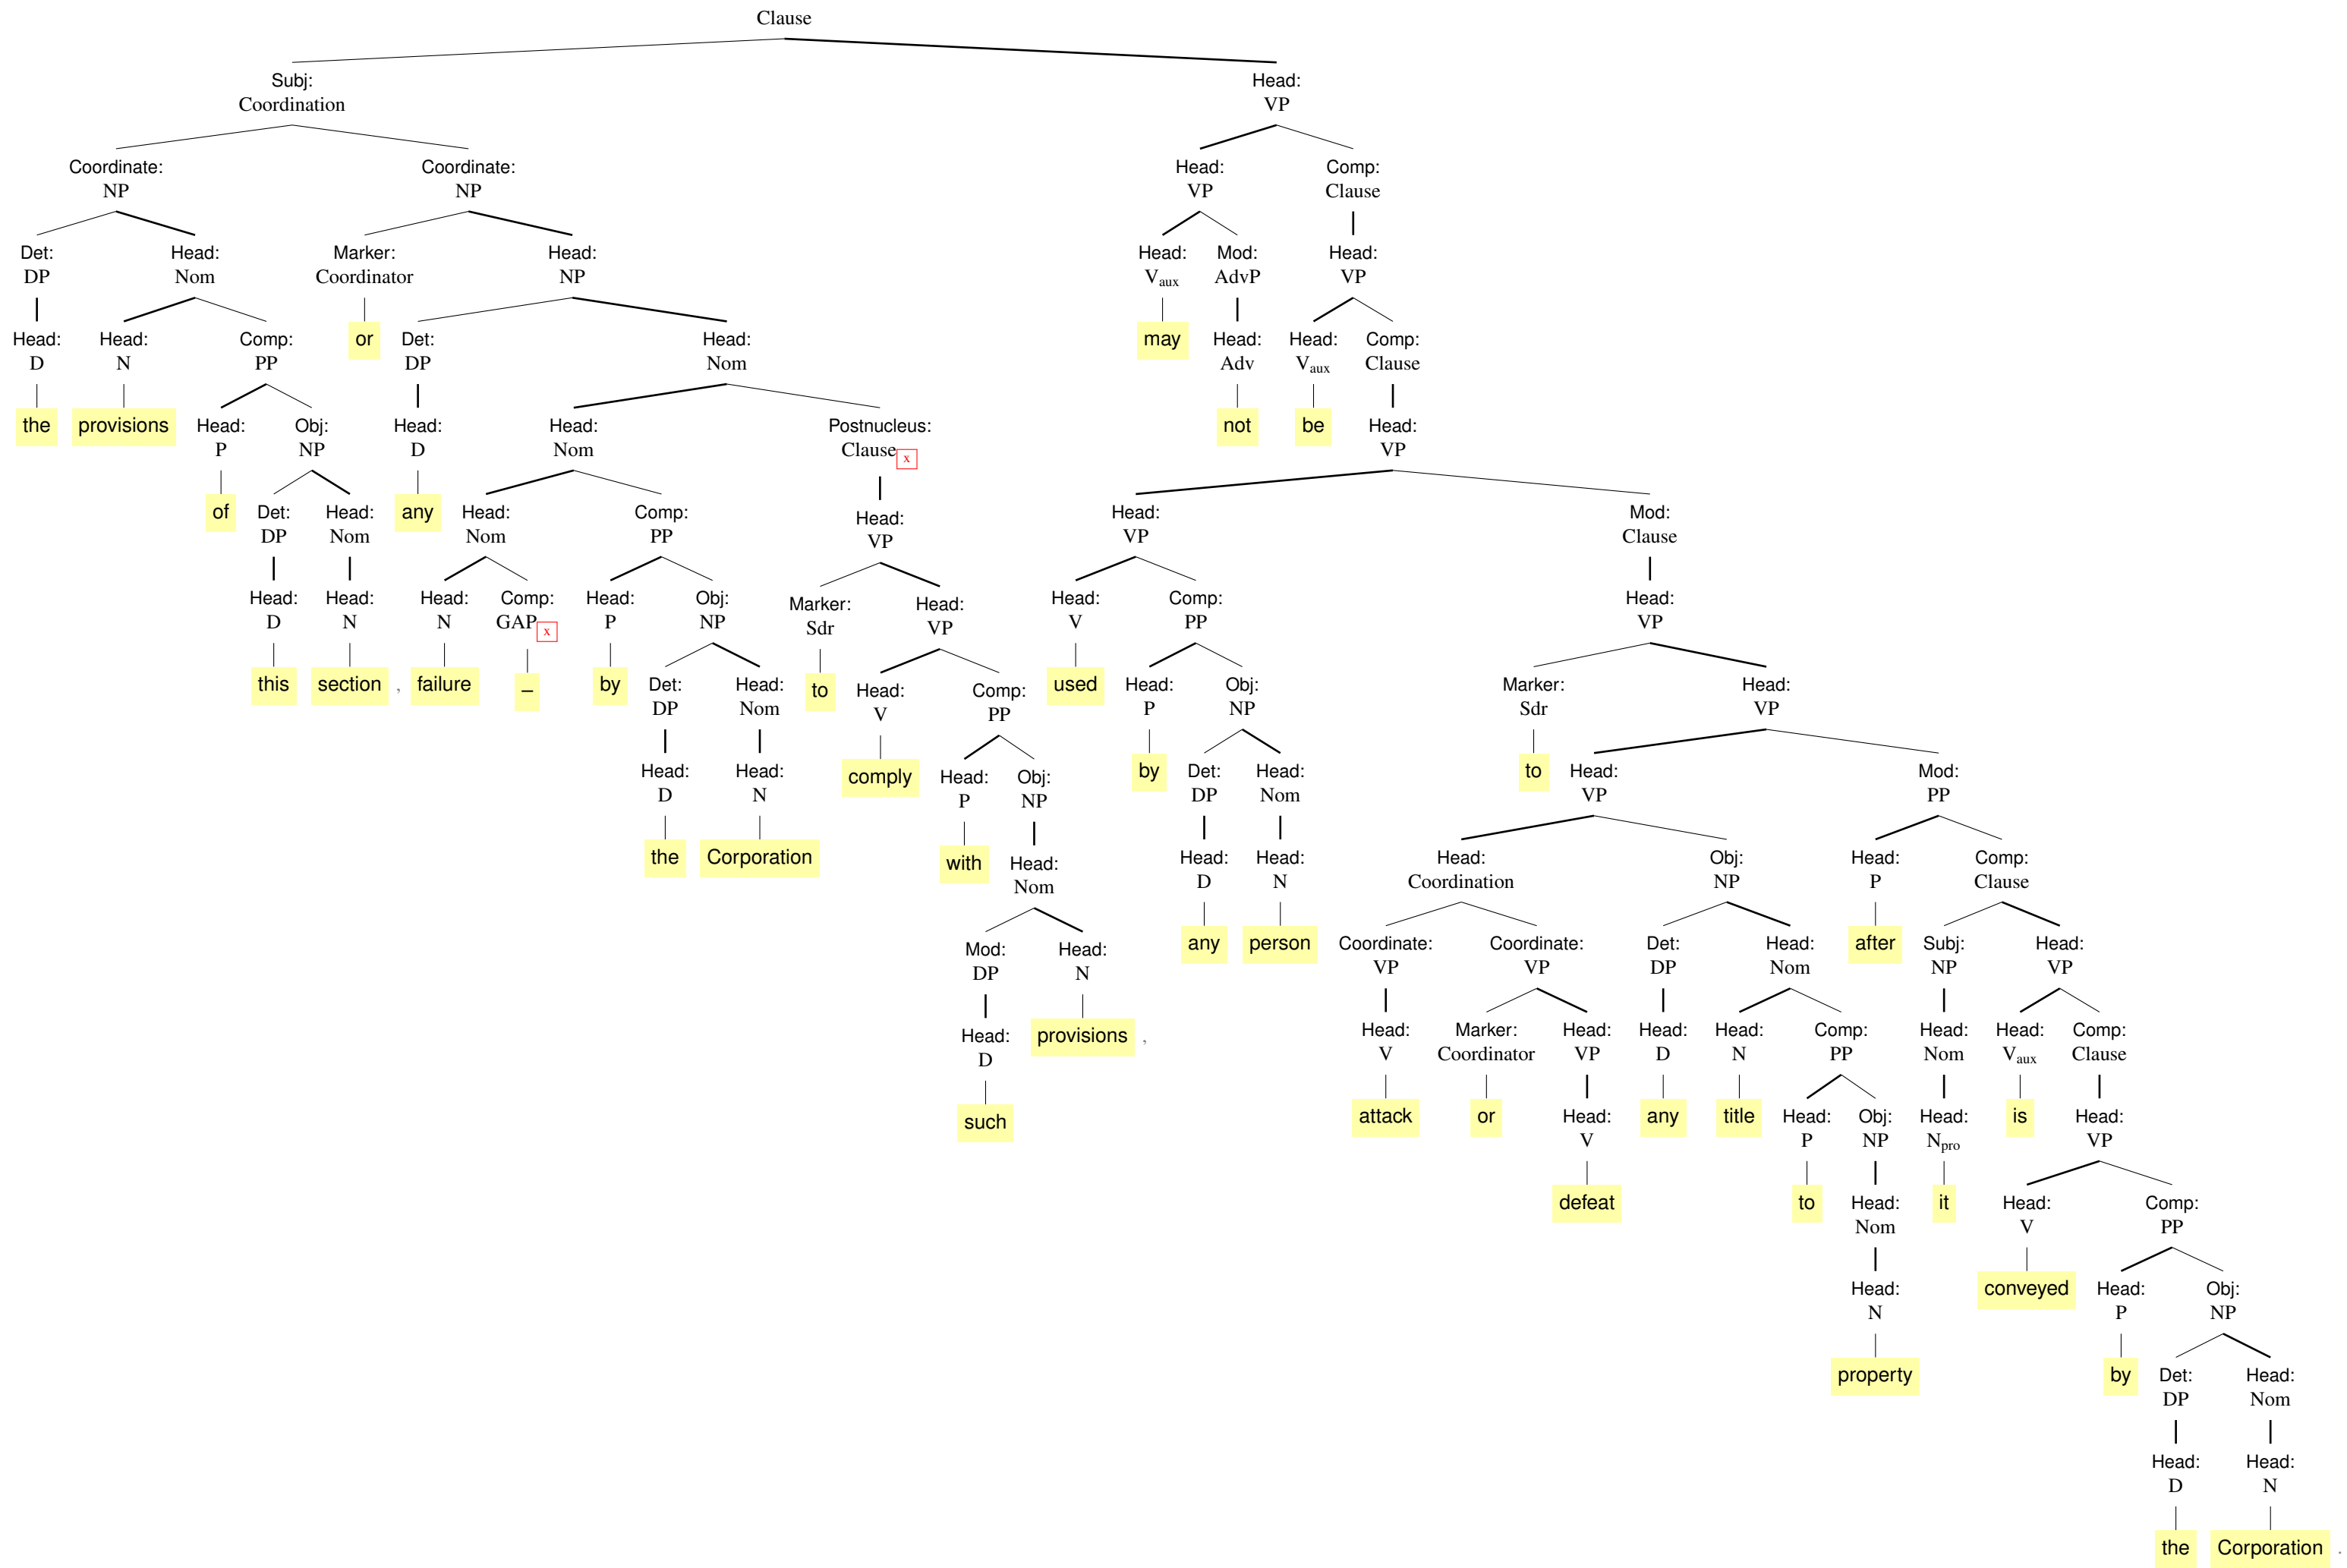 Clause
Subj: Head:
Coordination VP
Coordinate: Coordinate: Head: Comp:
NP NP VP Clause
Det: Head: Marker: Head: Head: Mod: Head:
DP Nom Coordinator NP Vaux AdvP VP
Head: Head: Comp: or Det: Head: may Head: Head: Comp:
D N PP DP Nom Adv Vaux Clause
the provisions Head: Obj: Head: Head: Postnucleus: not be Head:
P NP D Nom Clause x VP
of Det: Head: any Head: Comp: Head: Head: Mod:
DP Nom Nom PP VP VP Clause
Head: Head: Head: Comp: Head: Obj: Marker: Head: Head: Comp: Head:
D N N GAP x P NP Sdr VP V PP VP
this section , failure – by Det: Head: to Head: Comp: used Head: Obj: Marker: Head:
DP Nom V PP P NP Sdr VP
Head: Head: comply Head: Obj: by Det: Head: to Head: Mod:
D N P NP DP Nom VP PP
the Corporation with Head: Head: Head: Head: Obj: Head: Comp:
Nom D N Coordination NP P Clause
Mod: Head: any person Coordinate: Coordinate: Det: Head: after Subj: Head:
DP N VP VP DP Nom NP VP
Head: provisions , Head: Marker: Head: Head: Head: Comp: Head: Head: Comp:
D V Coordinator VP D N PP Nom Vaux Clause
such attack or Head: any title Head: Obj: Head: is Head:
V P NP Npro VP
defeat to Head: it Head: Comp:
Nom V PP
Head: conveyed Head: Obj:
N P NP
property by Det: Head:
DP Nom
Head: Head:
D N
the Corporation .